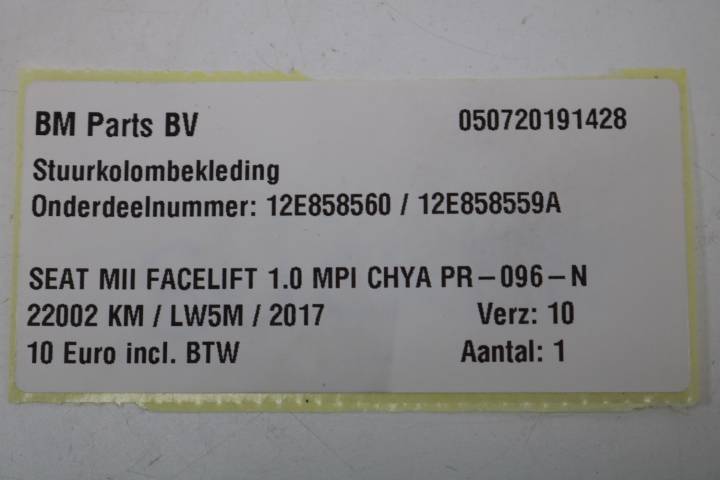 BM Parts BV 050720191428
Stuurkolombekleding
Onderdeelnummer: 12E858560 / 12E858559A
SEAT MII FACELIFT 1.0 MPI CHYA PR-096-N
22002 KM / LW5M / 2017 Verz: 10
10 Euro incl. BTW Aantal: 1